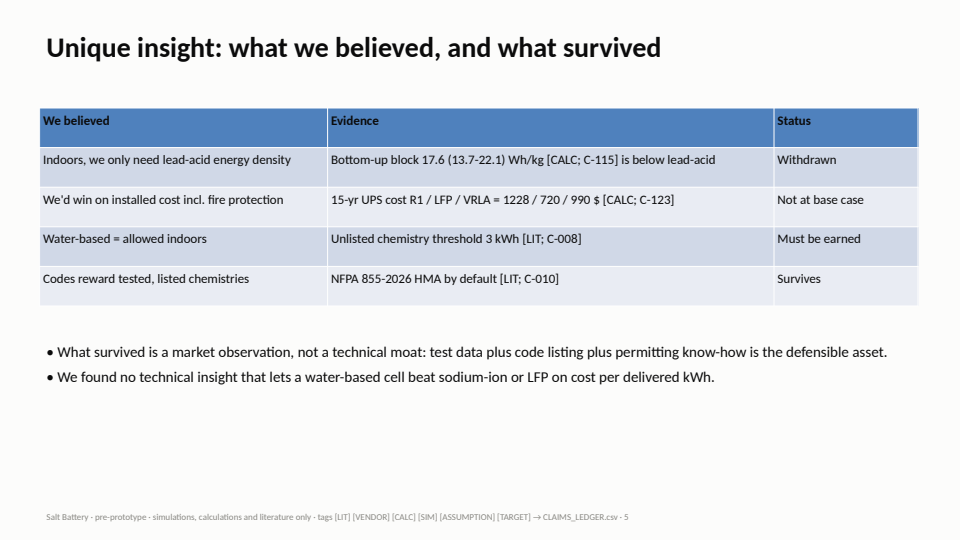 Unique insight: what we believed, and what survived
We believed Evidence Status
Indoors, we only need lead-acid energy density Bottom-up block 17.6 (13.7-22.1) Wh/kg [CALC; C-115] is below lead-acid Withdrawn
We'd win on installed cost incl. fire protection 15-yr UPS cost R1 / LFP / VRLA = 1228 / 720 / 990 $ [CALC; C-123] Not at base case
Water-based = allowed indoors Unlisted chemistry threshold 3 kWh [LIT; C-008] Must be earned
Codes reward tested, listed chemistries NFPA 855-2026 HMA by default [LIT; C-010] Survives
• What survived is a market observation, not a technical moat: test data plus code listing plus permitting know-how is the defensible asset.
• We found no technical insight that lets a water-based cell beat sodium-ion or LFP on cost per delivered kWh.
Salt Battery - pre-prototype - simulations, calculations and literature only - tags [LIT] [VENDOR] [CALC] [SIM] [ASSUMPTION] [TARGET] → CLAIMS_LEDGER.csv - 5